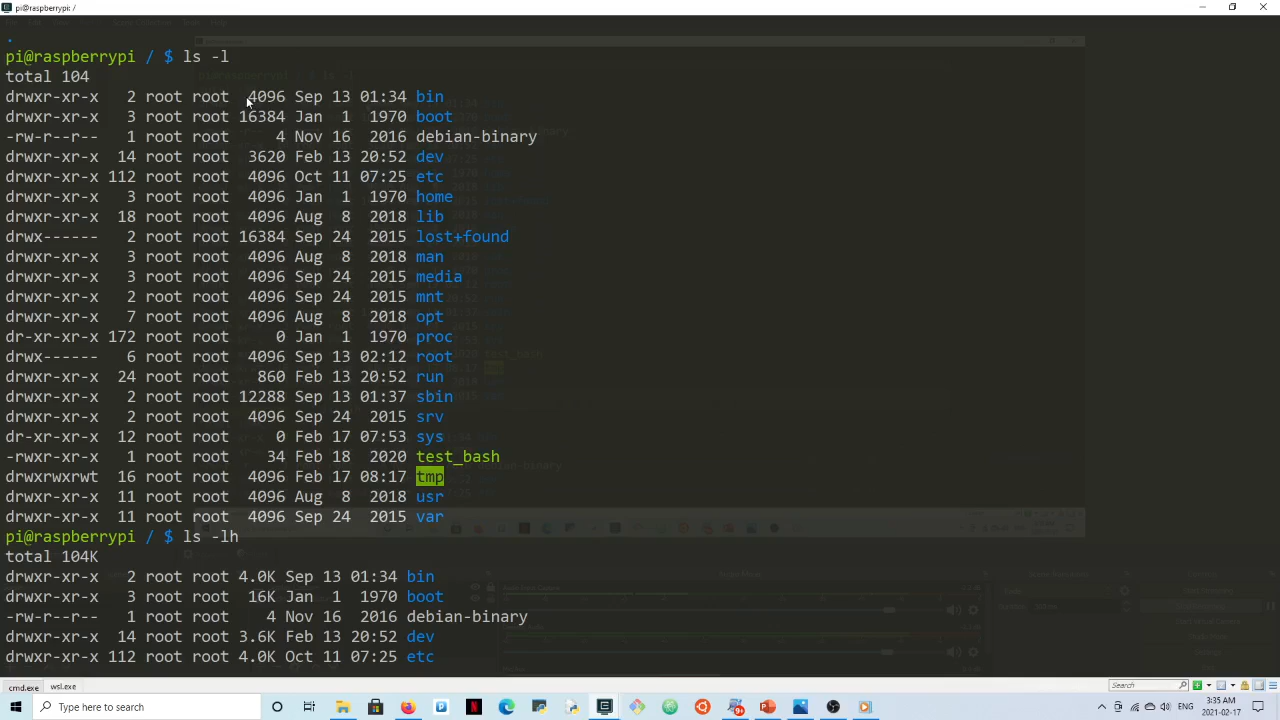 pi@raspberrypi: /
pi@raspberrypi / $ ls -l
total 104
drwxr-xr-x 2 root root 4096 Sep 13 01:34 bin
drwxr-xr-x 3 root root 16384 Jan 1 1970 boot
-rw-r--r-- 1 root root 4 Nov 16 2016 debian-binary
drwxr-xr-x 14 root root 3620 Feb 13 20:52 dev
drwxr-xr-x 112 root root 4096 Oct 11 07:25 etc
drwxr-xr-x 3 root root 4096 Jan 1 1970 home
drwxr-xr-x 18 root root 4096 Aug 8 2018 lib
drwx------ 2 root root 16384 Sep 24 2015 lost+found
drwxr-xr-x 3 root root 4096 Aug 8 2018 man
drwxr-xr-x 3 root root 4096 Sep 24 2015 media
drwxr-xr-x 2 root root 4096 Sep 24 2015 mnt
drwxr-xr-x 7 root root 4096 Aug 8 2018 opt
dr-xr-xr-x 172 root root 0 Jan 1 1970 proc
drwx------ 6 root root 4096 Sep 13 02:12 root
drwxr-xr-x 24 root root 860 Feb 13 20:52 run
drwxr-xr-x 2 root root 12288 Sep 13 01:37 sbin
drwxr-xr-x 2 root root 4096 Sep 24 2015 srv
dr-xr-xr-x 12 root root 0 Feb 17 07:53 sys
-rwxr-xr-x 1 root root 34 Feb 18 2020 test_bash
drwxrwxrwt 16 root root 4096 Feb 17 08:17 tmp
drwxr-xr-x 11 root root 4096 Aug 8 2018 usr
drwxr-xr-x 11 root root 4096 Sep 24 2015 var
pi@raspberrypi / $ ls -lh
total 104K
drwxr-xr-x 2 root root 4.0K Sep 13 01:34 bin
drwxr-xr-x 3 root root 16K Jan 1 1970 boot
-rw-r--r-- 1 root root 4 Nov 16 2016 debian-binary
drwxr-xr-x 14 root root 3.6K Feb 13 20:52 dev
drwxr-xr-x 112 root root 4.0K Oct 11 07:25 etc
cmd.exe wsl.exe Search
Type here to search ENG 3:35 AM
2021-02-17